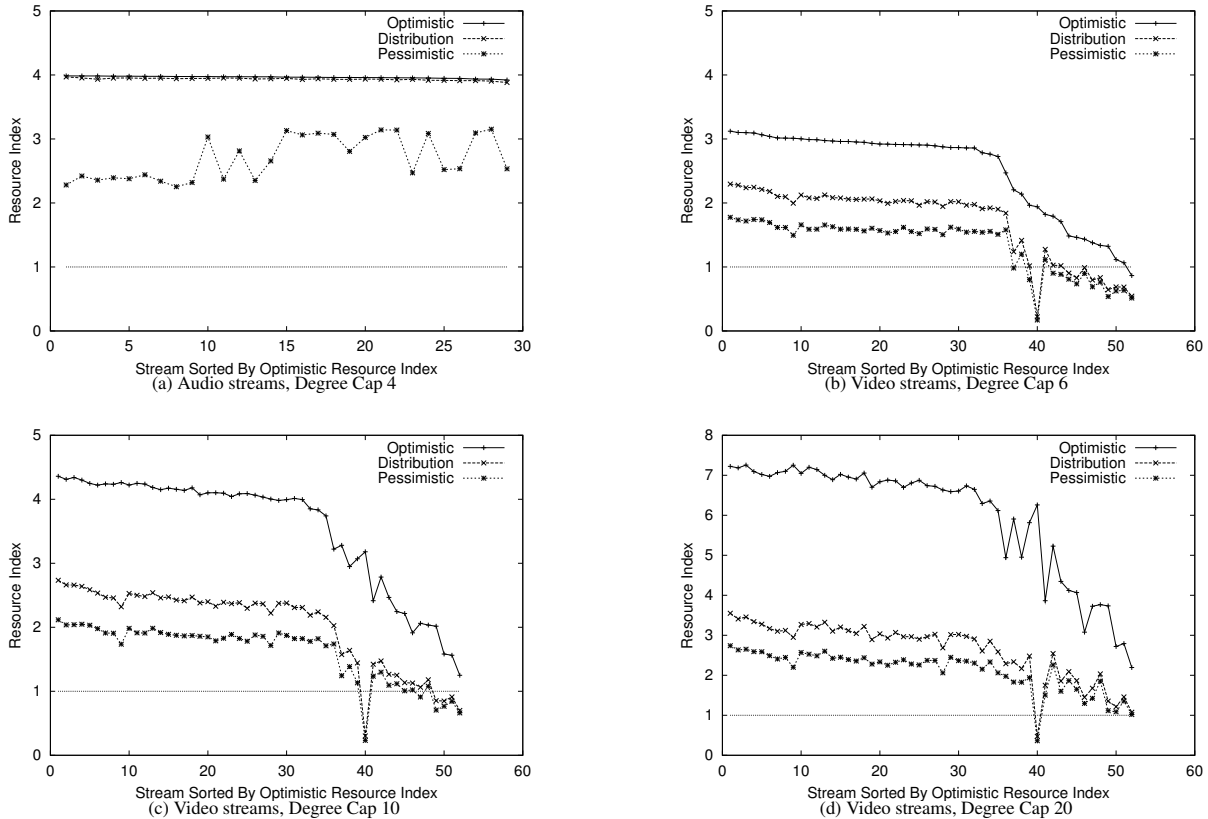 5
4
3
2
1
0
0
5
10
15
20
25
30
Resource Index
Optimistic
Distribution
Pessimistic
Stream Sorted By Optimistic Resource Index
(a) Audio streams, Degree Cap 4
5
4
3
2
1
0
0
10
20
30
40
50
60
Resource Index
Optimistic
Distribution
Pessimistic
Stream Sorted By Optimistic Resource Index
(b) Video streams, Degree Cap 6
5
4
3
2
1
0
0
10
20
30
40
50
60
Resource Index
Optimistic
Distribution
Pessimistic
Stream Sorted By Optimistic Resource Index
(c) Video streams, Degree Cap 10
8
7
6
5
4
3
2
1
0
0
10
20
30
40
50
60
Resource Index
Optimistic
Distribution
Pessimistic
Stream Sorted By Optimistic Resource Index
(d) Video streams, Degree Cap 20